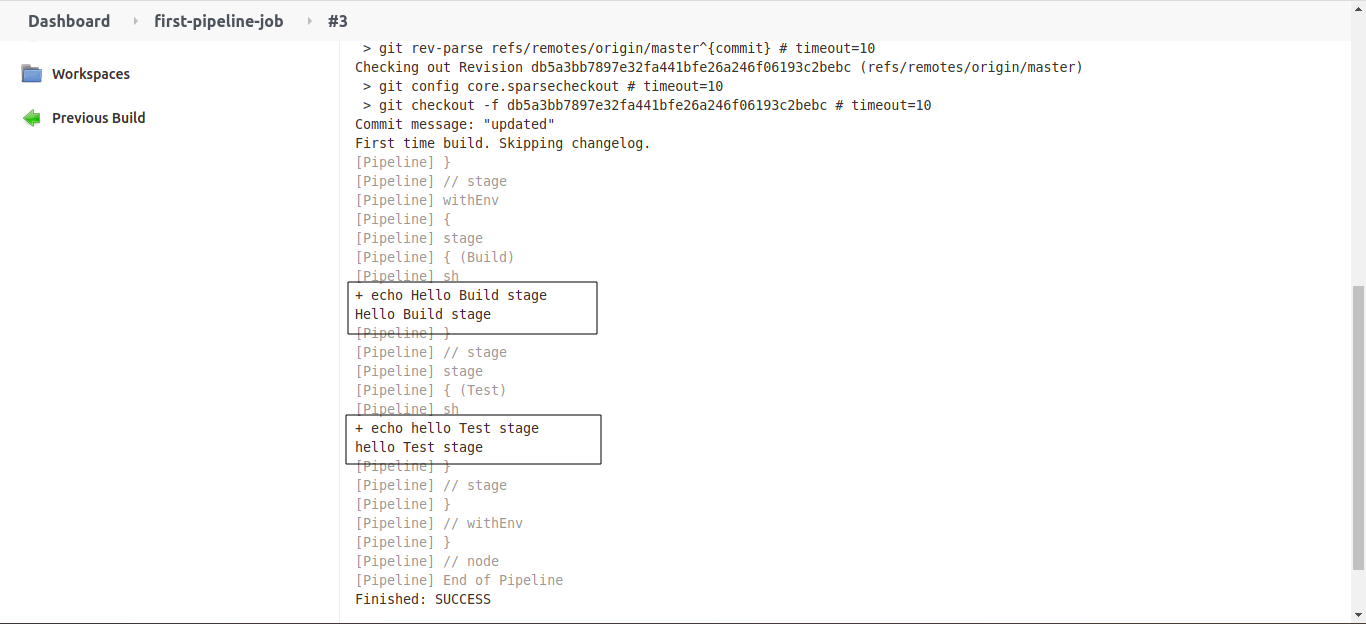 Dashboard › first-pipeline-job › #3
Workspaces
Previous Build
> git rev-parse refs/remotes/origin/master^{commit} # timeout=10
Checking out Revision db5a3bb7897e32fa441bfe26a246f06193c2bebc (refs/remotes/origin/master)
> git config core.sparsecheckout # timeout=10
> git checkout -f db5a3bb7897e32fa441bfe26a246f06193c2bebc # timeout=10
Commit message: "updated"
First time build. Skipping changelog.
[Pipeline] }
[Pipeline] // stage
[Pipeline] withEnv
[Pipeline] {
[Pipeline] stage
[Pipeline] { (Build)
[Pipeline] sh
+ echo Hello Build stage
Hello Build stage
[Pipeline] }
[Pipeline] // stage
[Pipeline] stage
[Pipeline] { (Test)
[Pipeline] sh
+ echo hello Test stage
hello Test stage
[Pipeline] }
[Pipeline] // stage
[Pipeline] }
[Pipeline] // withEnv
[Pipeline] }
[Pipeline] // node
[Pipeline] End of Pipeline
Finished: SUCCESS